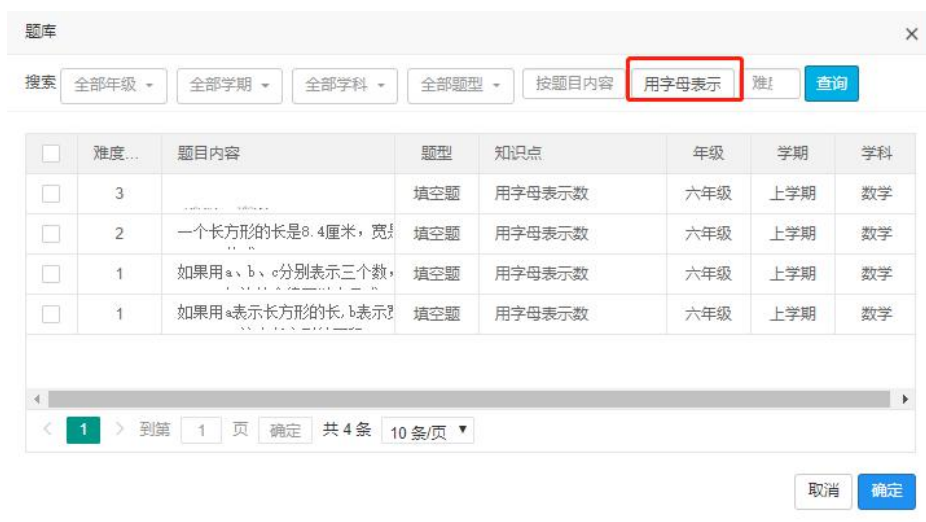 题库 ×
搜索 全部年级 全部学期 全部学科 全部题型 按题目内容 用字母表示 难 查询
难度... 题目内容 题型 知识点 年级 学期 学科
3 填空题 用字母表示数 六年级 上学期 数学
2 一个长方形的长是8.4厘米，宽是 填空题 用字母表示数 六年级 上学期 数学
1 如果用a、b、c分别表示三个数， 填空题 用字母表示数 六年级 上学期 数学
1 如果用a表示长方形的长,b表示宽 填空题 用字母表示数 六年级 上学期 数学
< 1 > 到第 1 页 确定 共 4 条 10 条/页
取消 确定